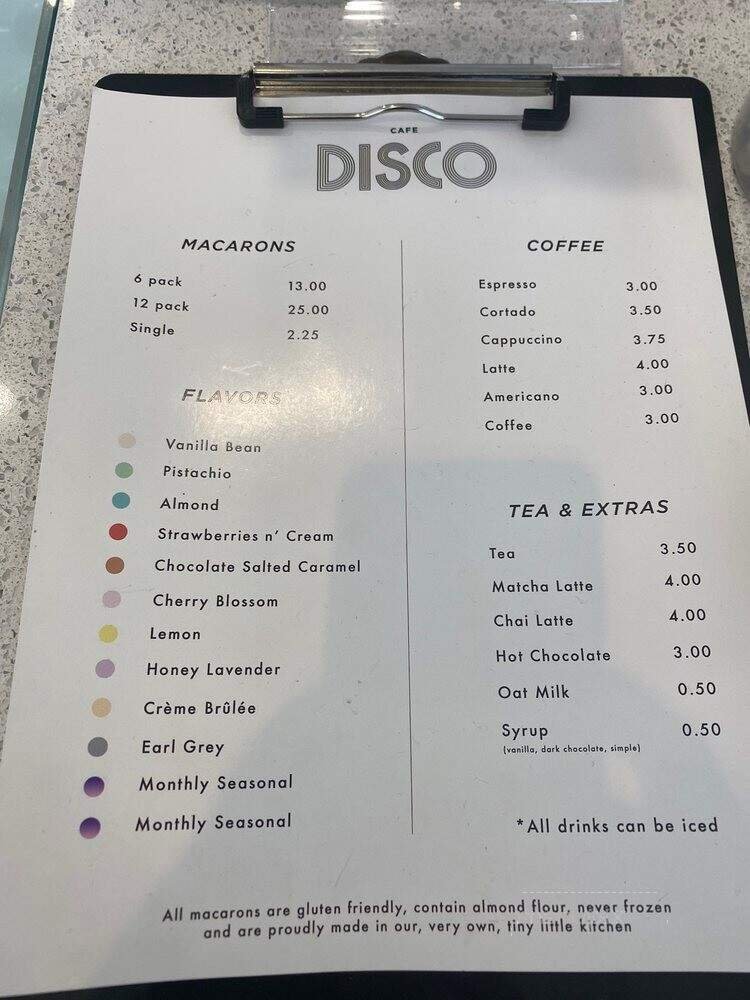 CAFE
DISCO
MACARONS
6 pack 13.00
12 pack 25.00
Single 2.25
FLAVORS
Vanilla Bean
Pistachio
Almond
Strawberries n' Cream
Chocolate Salted Caramel
Cherry Blossom
Lemon
Honey Lavender
Crème Brûlée
Earl Grey
Monthly Seasonal
Monthly Seasonal
COFFEE
Espresso 3.00
Cortado 3.50
Cappuccino 3.75
Latte 4.00
Americano 3.00
Coffee 3.00
TEA & EXTRAS
Tea 3.50
Matcha Latte 4.00
Chai Latte 4.00
Hot Chocolate 3.00
Oat Milk 0.50
Syrup 0.50
(vanilla, dark chocolate, simple)
*All drinks can be iced
All macarons are gluten friendly, contain almond flour, never frozen
and are proudly made in our, very own, tiny little kitchen